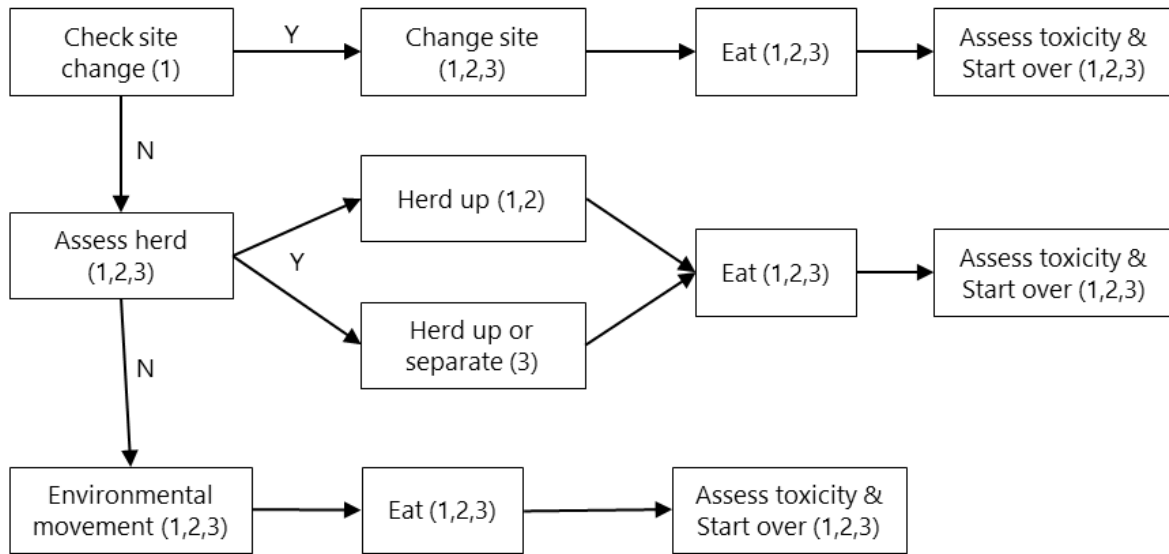 Check site
change (1)
Y
Change site
(1,2,3)
Eat (1,2,3)
Assess toxicity &
Start over (1,2,3)
N
Assess herd
(1,2,3)
Y
Herd up (1,2)
Herd up or
separate (3)
Eat (1,2,3)
Assess toxicity &
Start over (1,2,3)
N
Environmental
movement (1,2,3)
Eat (1,2,3)
Assess toxicity &
Start over (1,2,3)